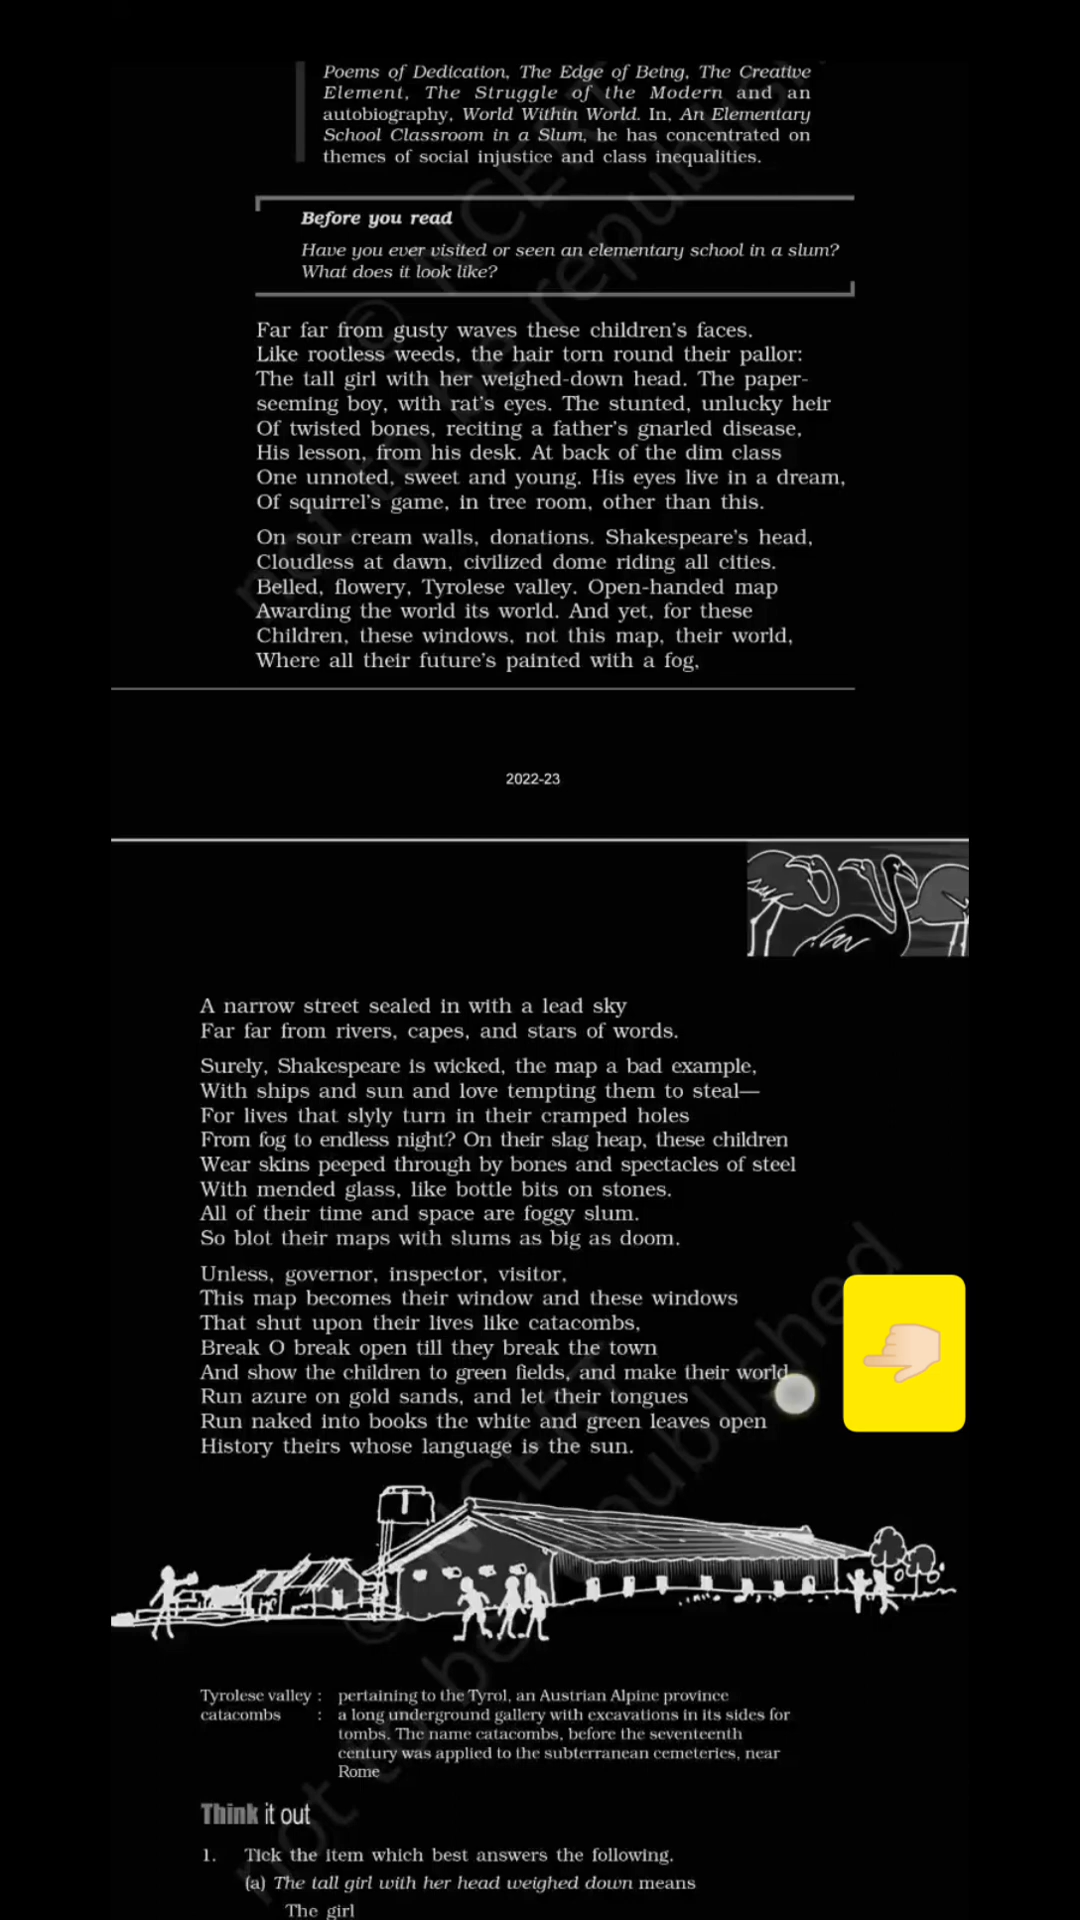 Poems of Dedication, The Edge of Being, The Creative
Element, The Struggle of the Modern and an
autobiography, World Within World. In, An Elementary
School Classroom in a Slum, he has concentrated on
themes of social injustice and class inequalities.
Before you read
Have you ever visited or seen an elementary school in a slum?
What does it look like?
Far far from gusty waves these children's faces.
Like rootless weeds, the hair torn round their pallor:
The tall girl with her weighed-down head. The paper-
seeming boy, with rat's eyes. The stunted, unlucky heir
Of twisted bones, reciting a father's gnarled disease,
His lesson, from his desk. At back of the dim class
One unnoted, sweet and young. His eyes live in a dream,
Of squirrel's game, in tree room, other than this.
On sour cream walls, donations. Shakespeare's head,
Cloudless at dawn, civilized dome riding all cities.
Belled, flowery, Tyrolese valley. Open-handed map
Awarding the world its world. And yet, for these
Children, these windows, not this map, their world,
Where all their future's painted with a fog,
2022-23
A narrow street sealed in with a lead sky
Far far from rivers, capes, and stars of words.
Surely, Shakespeare is wicked, the map a bad example,
With ships and sun and love tempting them to steal—
For lives that slyly turn in their cramped holes
From fog to endless night? On their slag heap, these children
Wear skins peeped through by bones and spectacles of steel
With mended glass, like bottle bits on stones.
All of their time and space are foggy slum.
So blot their maps with slums as big as doom.
Unless, governor, inspector, visitor,
This map becomes their window and these windows
That shut upon their lives like catacombs,
Break O break open till they break the town
And show the children to green fields, and make their world
Run azure on gold sands, and let their tongues
Run naked into books the white and green leaves open
History theirs whose language is the sun.
Tyrolese valley : pertaining to the Tyrol, an Austrian Alpine province
catacombs : a long underground gallery with excavations in its sides for
tombs. The name catacombs, before the seventeenth
century was applied to the subterranean cemeteries, near
Rome
Think it out
1. Tick the item which best answers the following.
(a) The tall girl with her head weighed down means
The girl
© NCERT
not to be republished
© NCERT
not to be republished